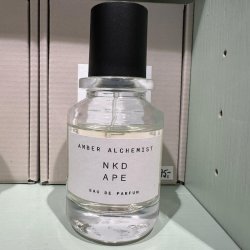 AMBER ALCHEMIST
NKD
APE
EAU DE PARFUM